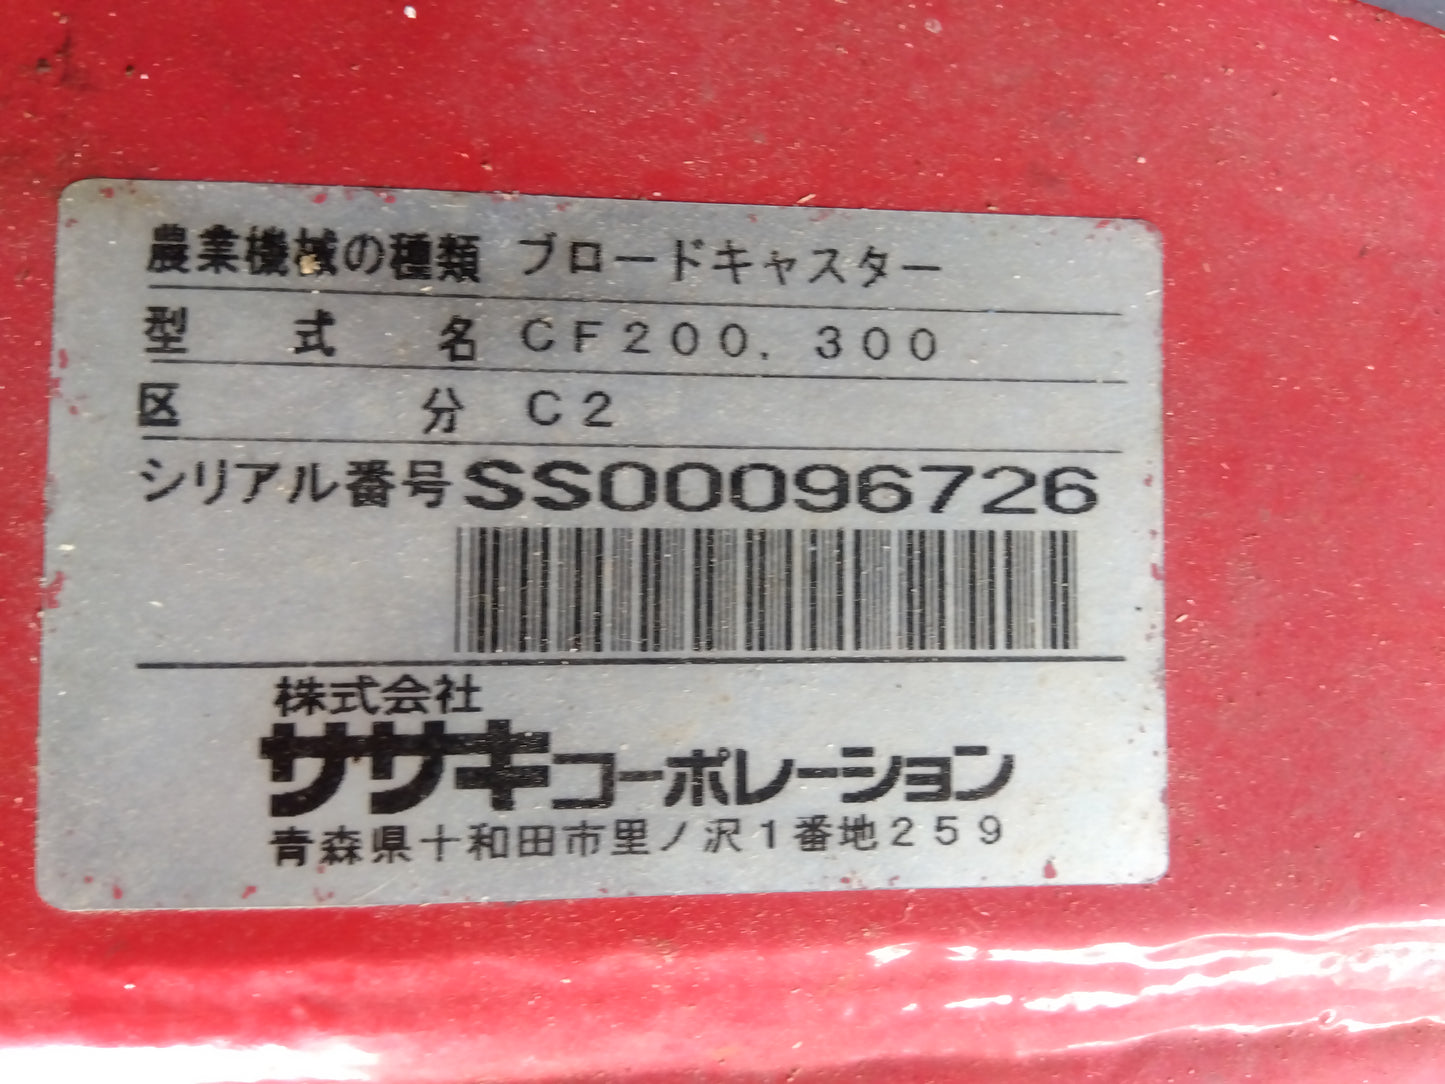 農業機械の種類 ブロードキャスター
型式名 CF200.300
区分 C2
シリアル番号 SS00096726
株式会社
ササキコーポレーション
青森県十和田市里ノ沢1番地259